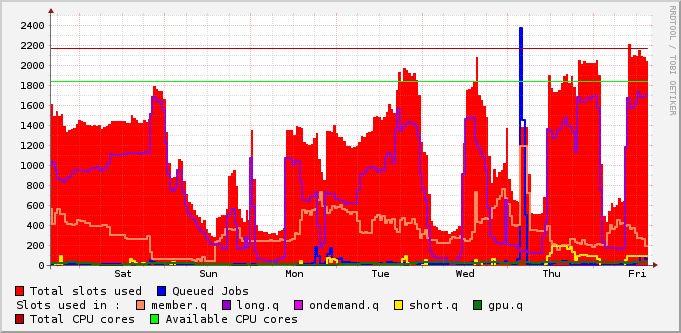 2400
2200
2000
1800
1600
1400
1200
1000
800
600
400
200
0
Sat Sun Mon Tue Wed Thu Fri
RRDTOOL / TOBI OETIKER
Total slots used Queued Jobs
Slots used in : member.q long.q ondemand.q short.q gpu.q
Total CPU cores Available CPU cores